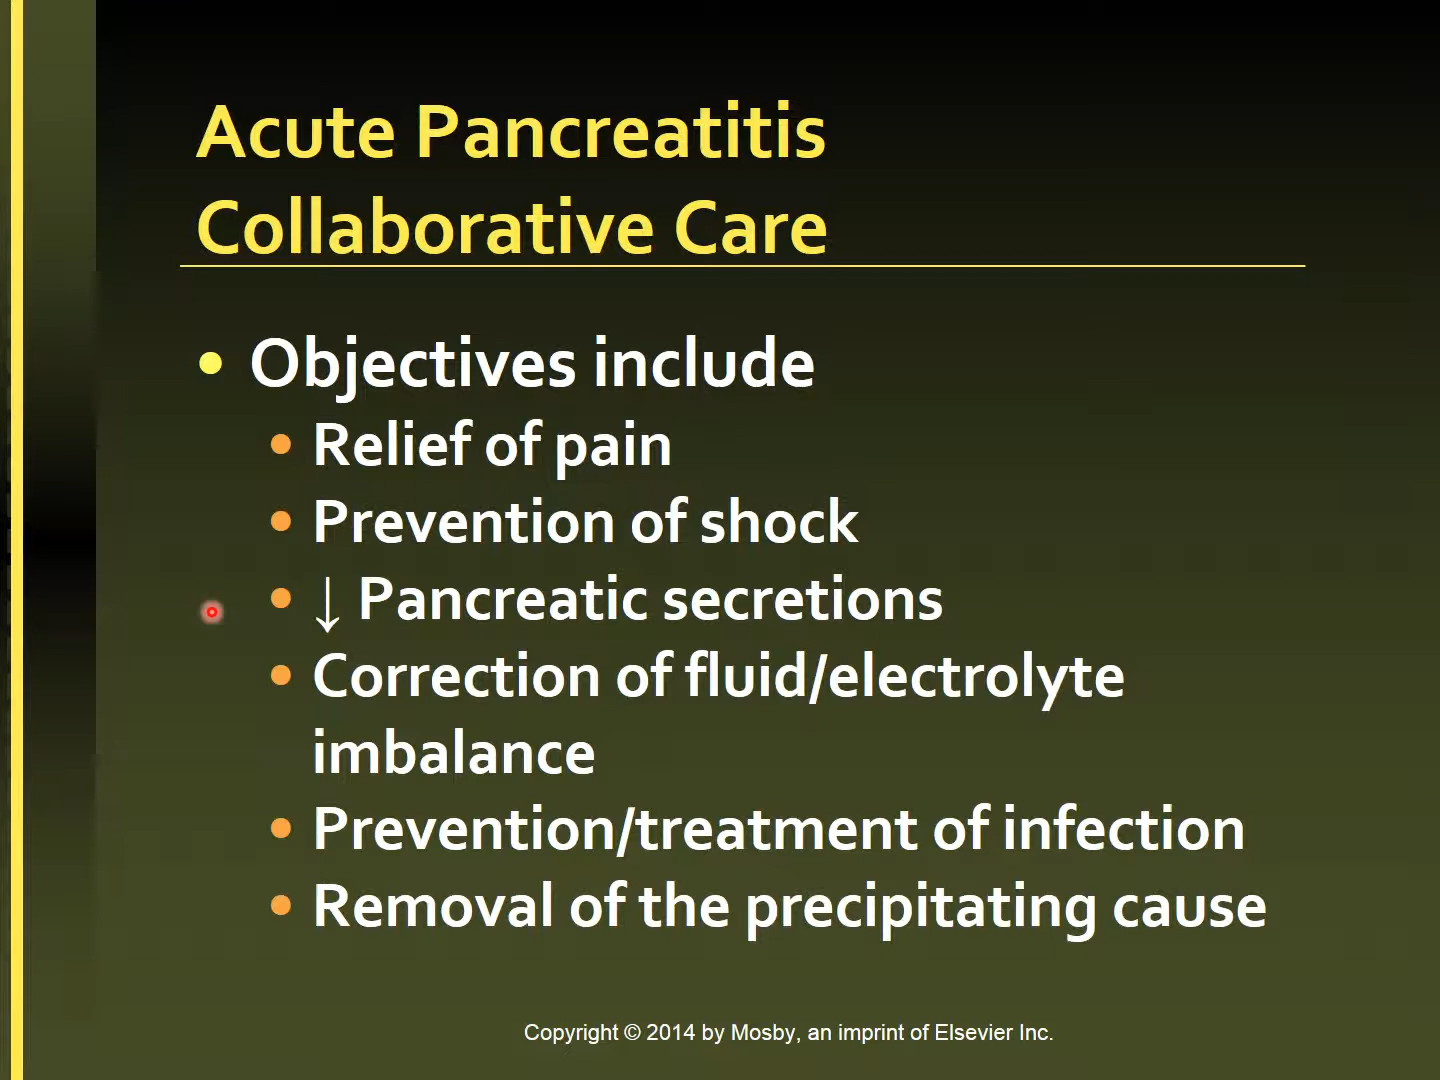 Acute Pancreatitis
Collaborative Care
• Objectives include
• Relief of pain
• Prevention of shock
• ↓ Pancreatic secretions
• Correction of fluid/electrolyte
imbalance
• Prevention/treatment of infection
• Removal of the precipitating cause
Copyright © 2014 by Mosby, an imprint of Elsevier Inc.